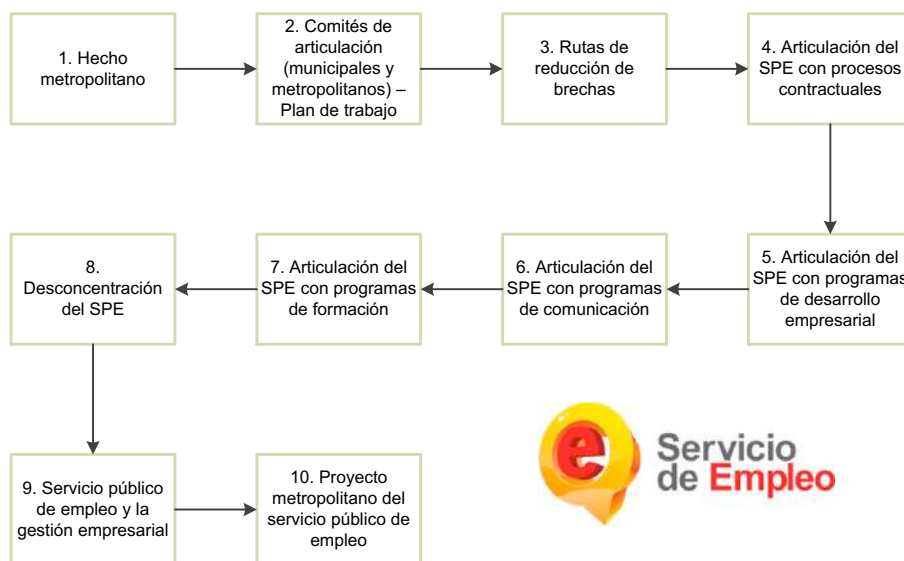 1. Hecho
metropolitano
2. Comités de
articulación
(municipales y
metropolitanos) –
Plan de trabajo
3. Rutas de
reducción de
brechas
4. Articulación del
SPE con procesos
contractuales
5. Articulación del
SPE con programas
de desarrollo
empresarial
6. Articulación del
SPE con programas
de comunicación
7. Articulación del
SPE con programas
de formación
8.
Desconcentración
del SPE
9. Servicio público
de empleo y la
gestión empresarial
10. Proyecto
metropolitano del
servicio público de
empleo
e
Servicio
de Empleo